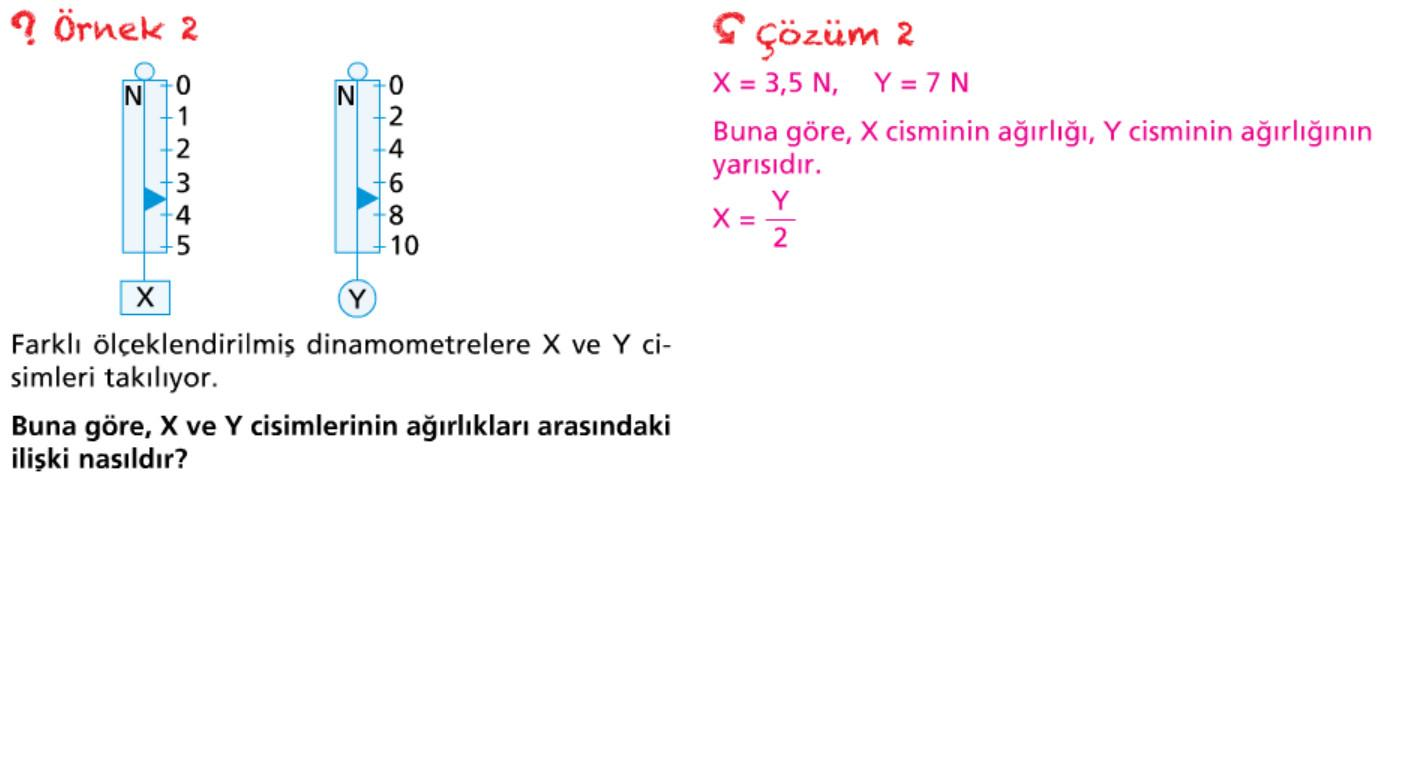 ? Örnek 2
N
0
1
2
3
4
5
X
N
0
2
4
6
8
10
Y
Farklı ölçeklendirilmiş dinamometrelere X ve Y ci-
simleri takılıyor.
Buna göre, X ve Y cisimlerinin ağırlıkları arasındaki
ilişki nasıldır?
Çözüm 2
X = 3,5 N, Y = 7 N
Buna göre, X cisminin ağırlığı, Y cisminin ağırlığının
yarısıdır.
X = Y/2